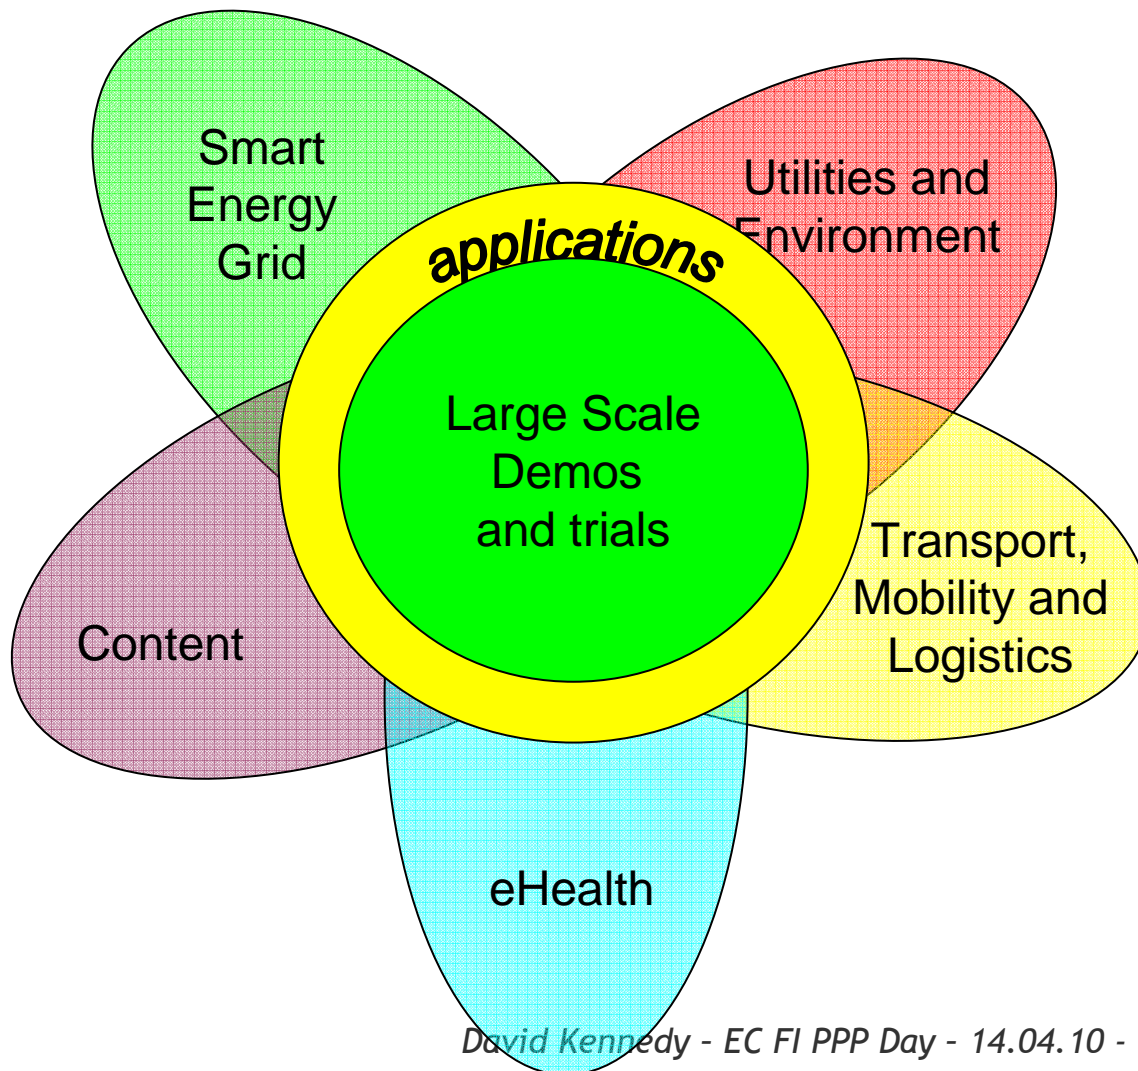 Smart
Energy
Grid
Utilities and
Environment
applications
Large Scale
Demos
and trials
Transport,
Mobility and
Logistics
Content
eHealth
David Kennedy - EC FI PPP Day - 14.04.10 -